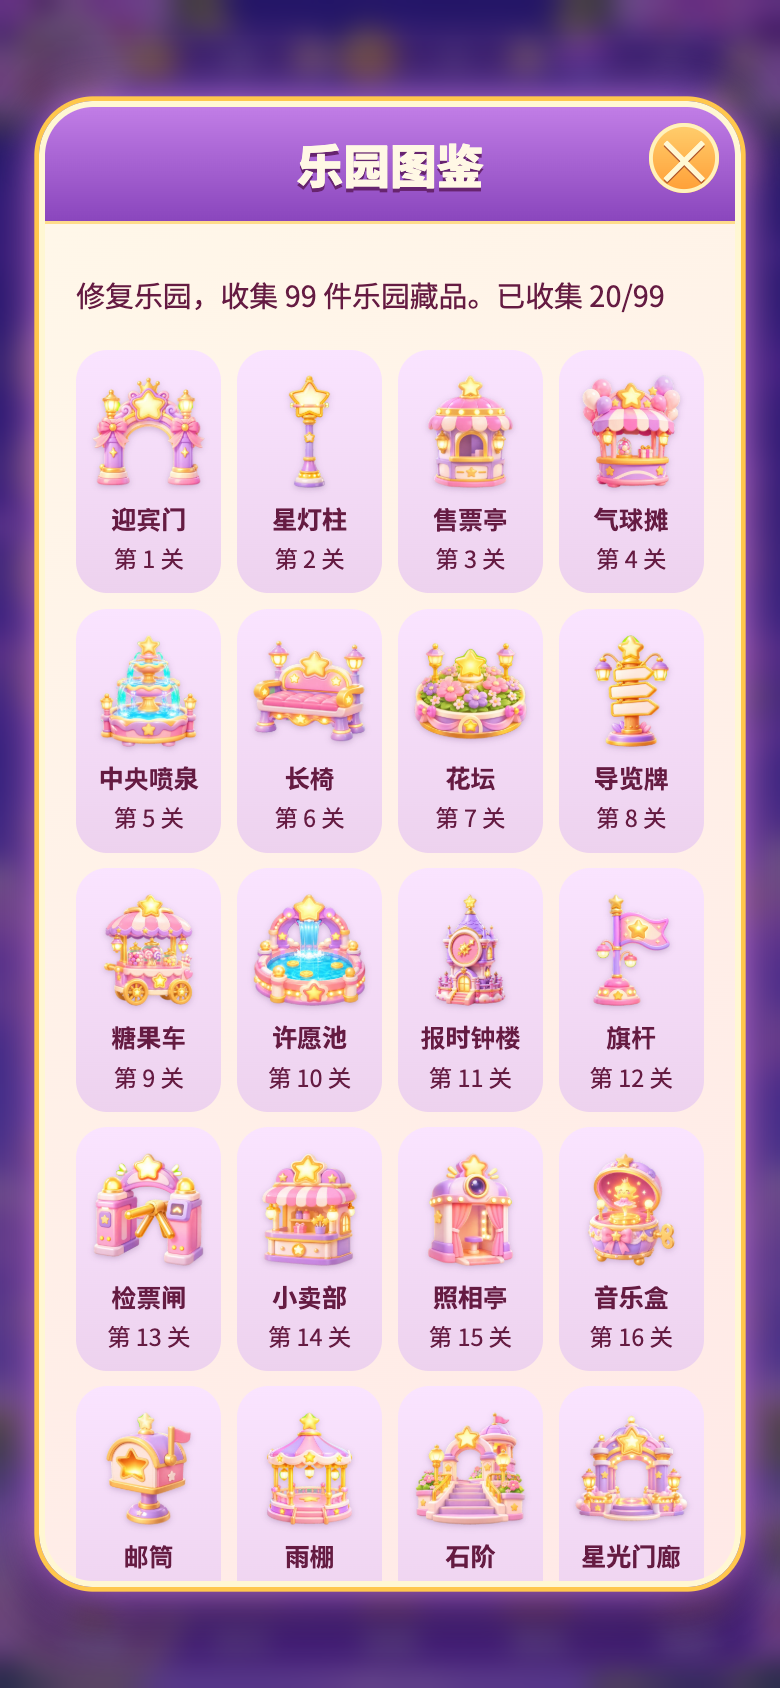 乐园图鉴
修复乐园，收集 99 件乐园藏品。已收集 20/99
迎宾门 星灯柱 售票亭 气球摊
第 1 关 第 2 关 第 3 关 第 4 关
中央喷泉 长椅 花坛 导览牌
第 5 关 第 6 关 第 7 关 第 8 关
糖果车 许愿池 报时钟楼 旗杆
第 9 关 第 10 关 第 11 关 第 12 关
检票闸 小卖部 照相亭 音乐盒
第 13 关 第 14 关 第 15 关 第 16 关
邮筒 雨棚 石阶 星光门廊